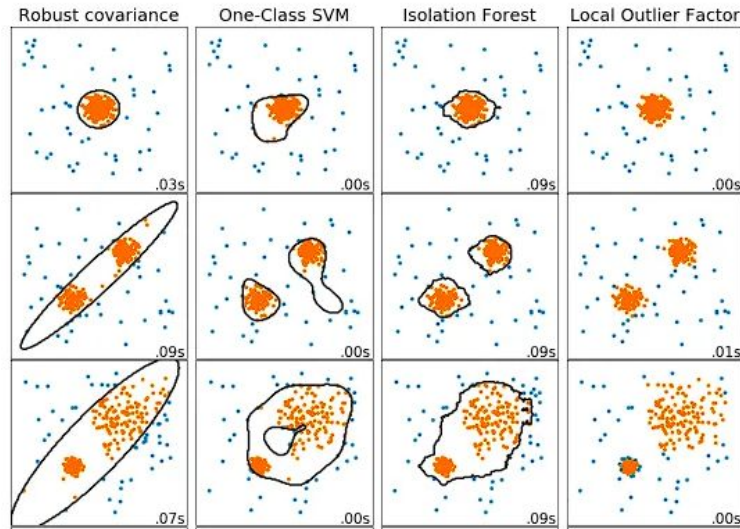 Robust covariance
One-Class SVM
Isolation Forest
Local Outlier Factor
.03s
.00s
.09s
.00s
.09s
.00s
.09s
.01s
.07s
.00s
.09s
.00s